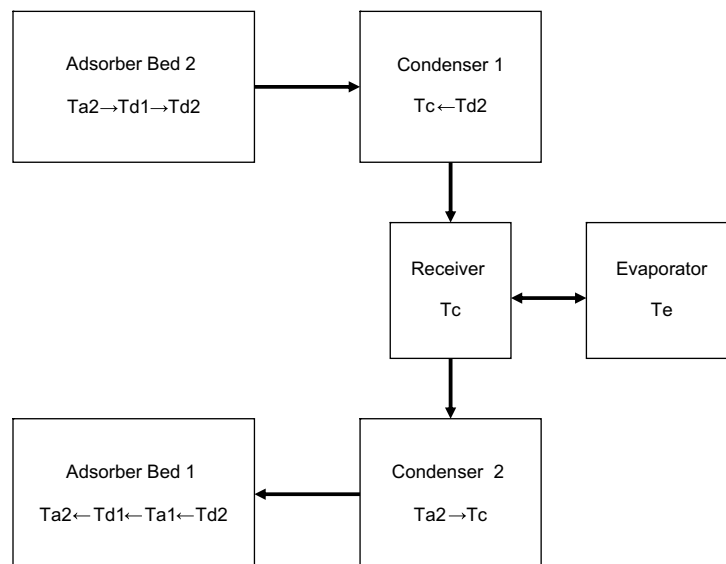 Adsorber Bed 2
Ta2→Td1→Td2
Condenser 1
Tc←Td2
Receiver
Tc
Evaporator
Te
Adsorber Bed 1
Ta2←Td1←Ta1←Td2
Condenser 2
Ta2→Tc